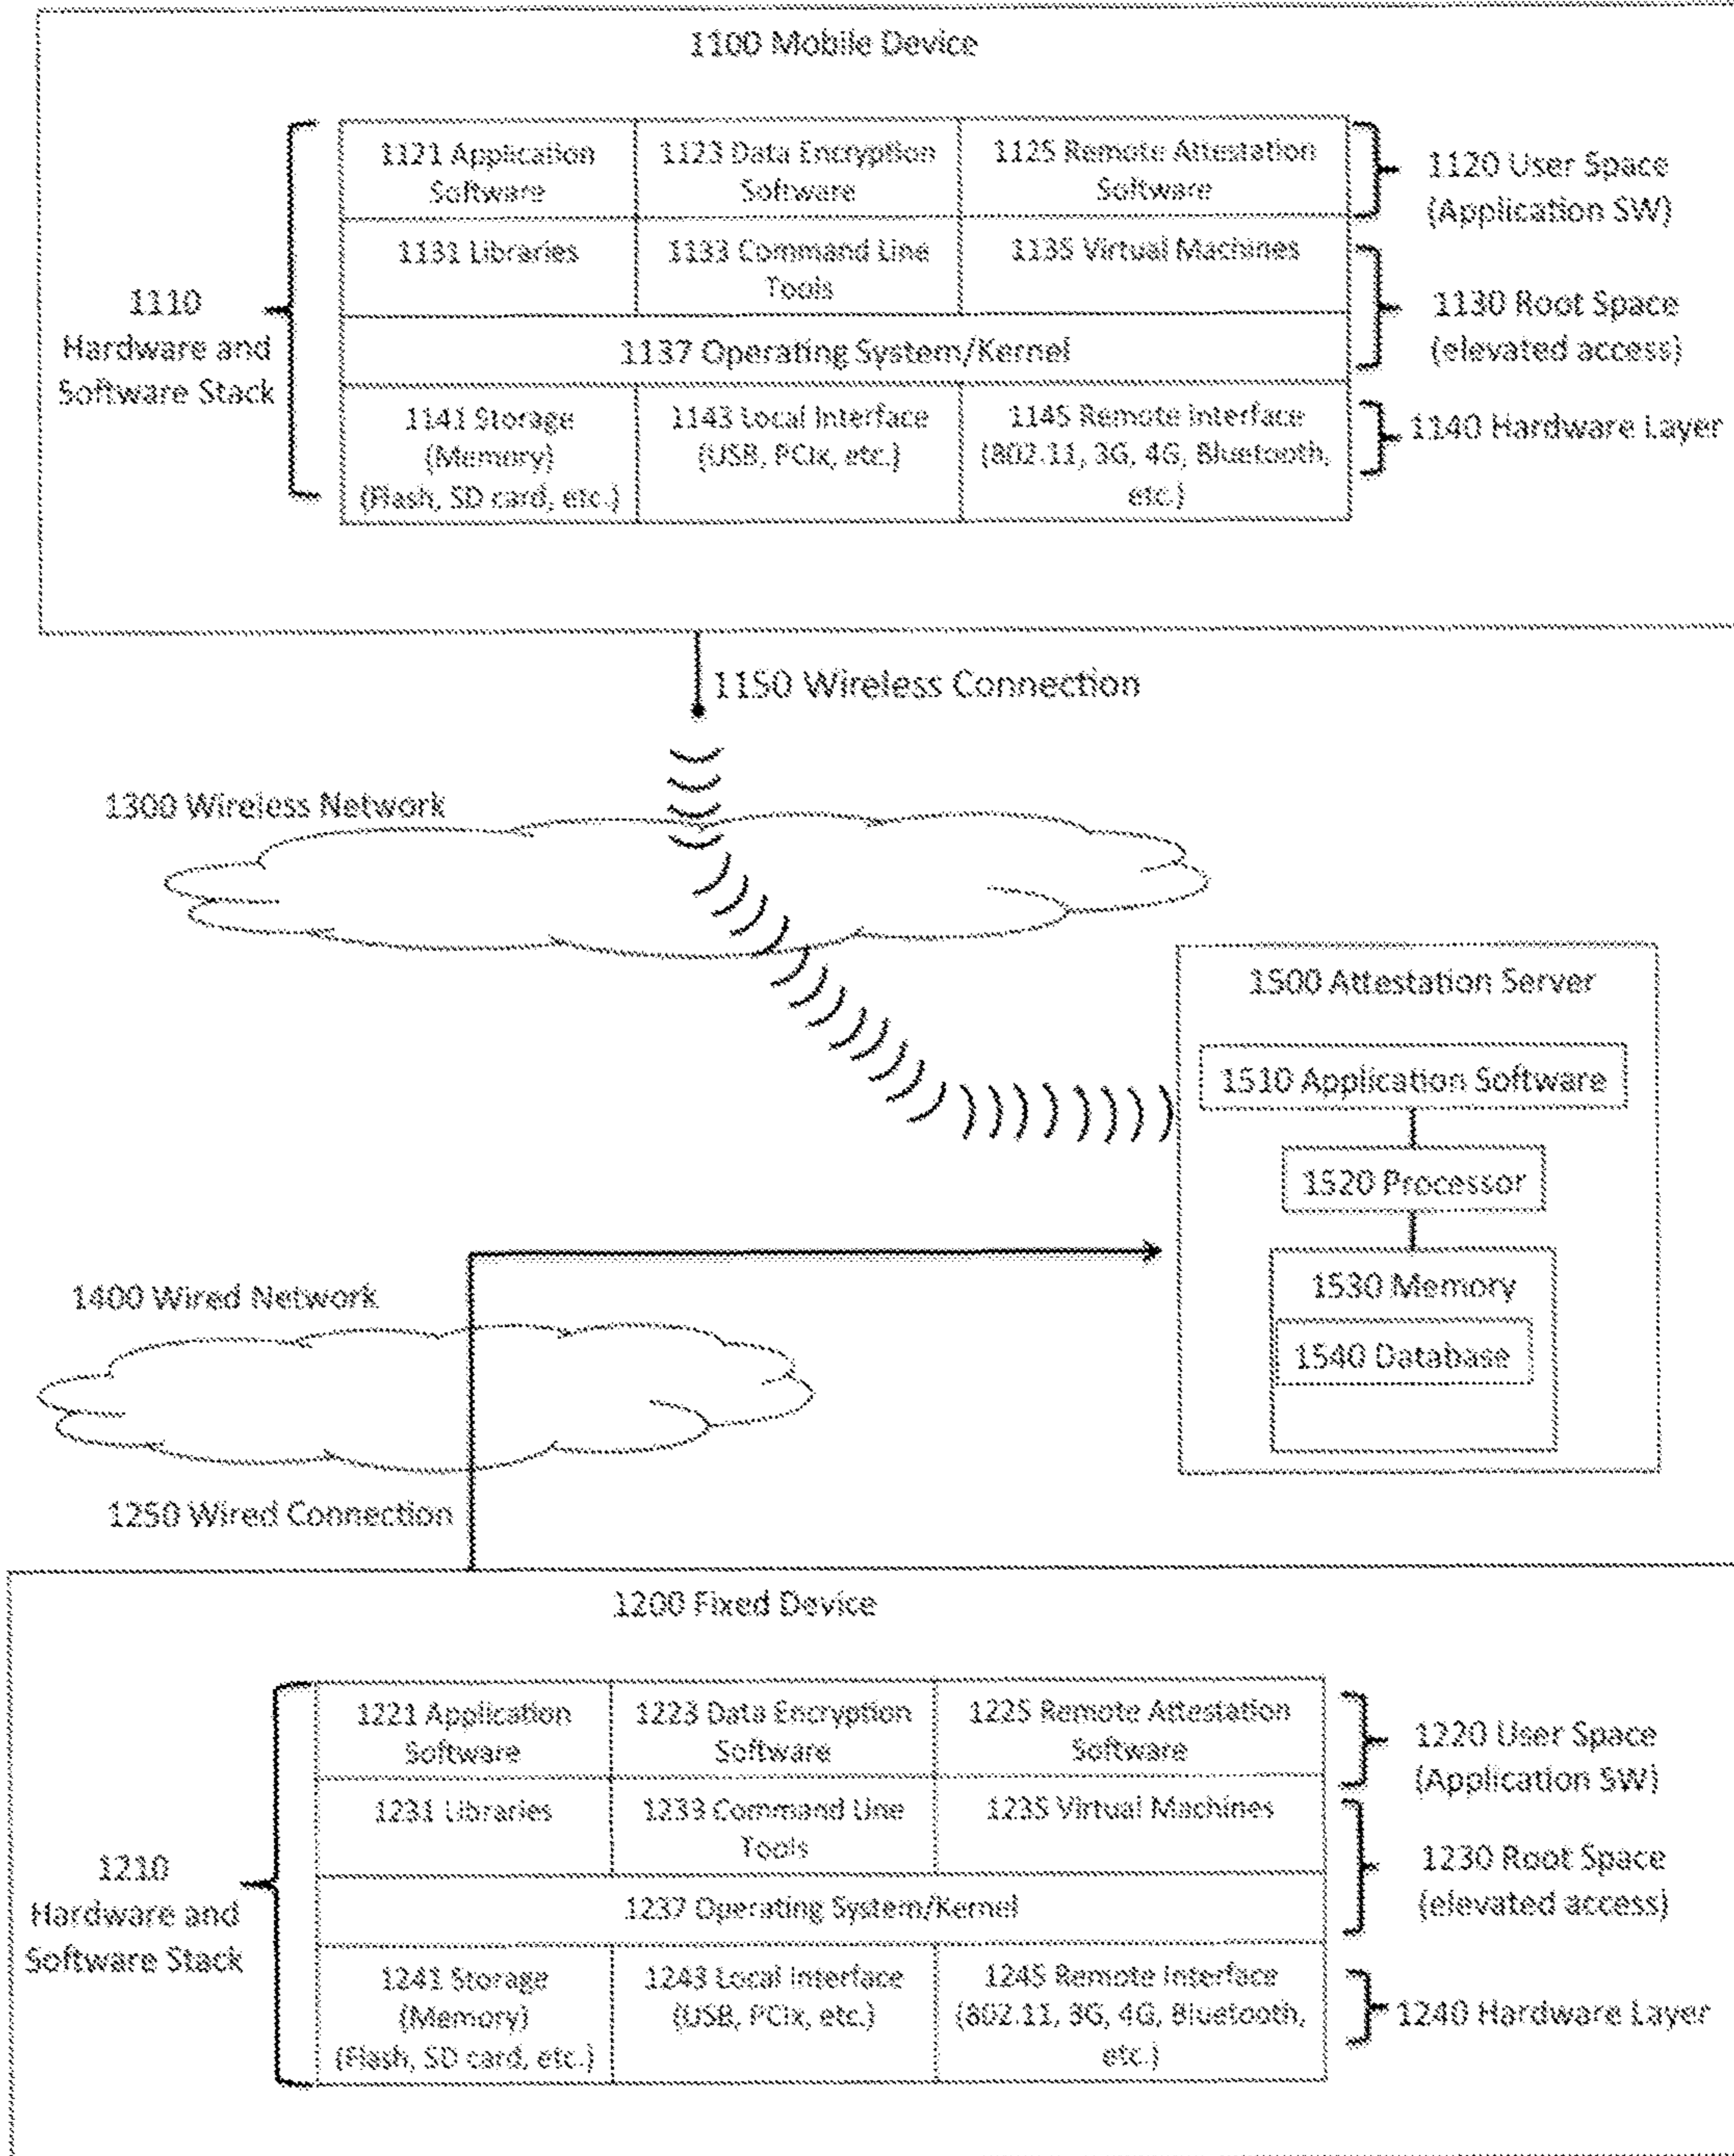 1100 Mobile Device
1121 Application
Software
1123 Data Encryption
Software
1125 Remote Attestation
Software
1120 User Space
(Application SW)
1131 Libraries
1133 Command Line
Tools
1135 Virtual Machines
1110
Hardware and
Software Stack
1130 Root Space
(elevated access)
1137 Operating System/Kernel
1141 Storage
(Memory)
(Flash, SD card, etc.)
1143 Local Interface
(USB, PCIx, etc.)
1145 Remote Interface
(802.11, 3G, 4G, Bluetooth,
etc.)
1140 Hardware Layer
1150 Wireless Connection
1300 Wireless Network
1500 Attestation Server
1510 Application Software
1520 Processor
1530 Memory
1540 Database
1400 Wired Network
1250 Wired Connection
1200 Fixed Device
1221 Application
Software
1223 Data Encryption
Software
1225 Remote Attestation
Software
1220 User Space
(Application SW)
1231 Libraries
1233 Command Line
Tools
1235 Virtual Machines
1210
Hardware and
Software Stack
1230 Root Space
(elevated access)
1237 Operating System/Kernel
1241 Storage
(Memory)
(Flash, SD card, etc.)
1243 Local Interface
(USB, PCIx, etc.)
1245 Remote Interface
(802.11, 3G, 4G, Bluetooth,
etc.)
1240 Hardware Layer